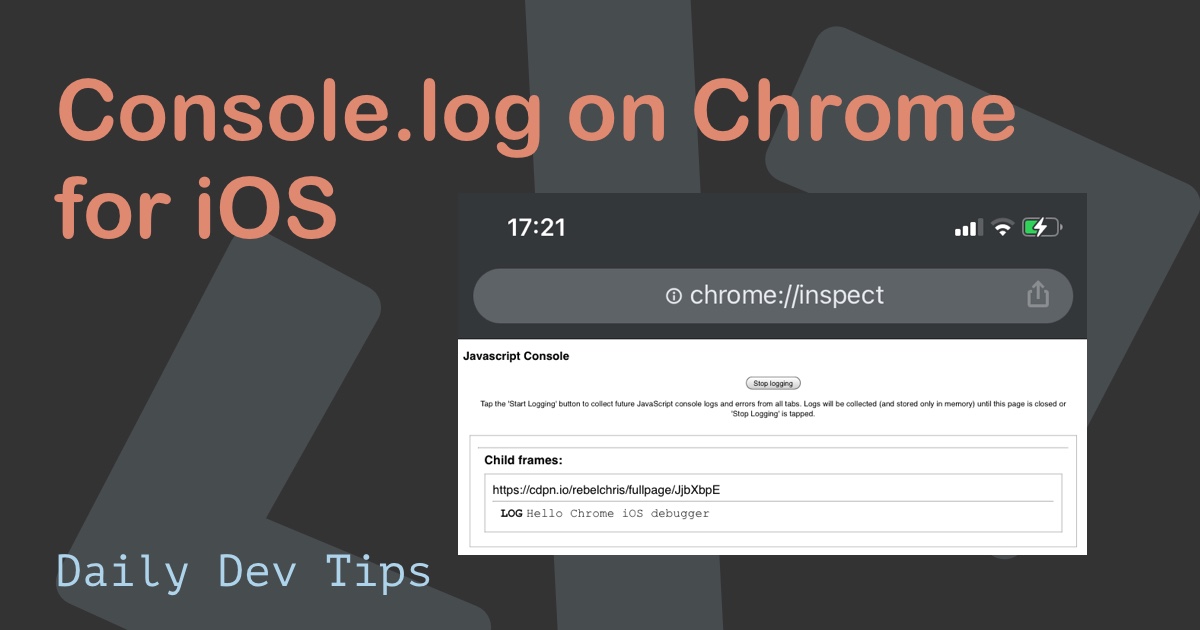 Console.log on Chrome
for iOS
17:21
chrome://inspect
Javascript Console
Stop logging
Tap the 'Start Logging' button to collect future JavaScript console logs and errors from all tabs. Logs will be collected (and stored only in memory) until this page is closed or
'Stop Logging' is tapped.
Child frames:
https://cdpn.io/rebelchris/fullpage/JjbXbpE
LOG Hello Chrome iOS debugger
Daily Dev Tips